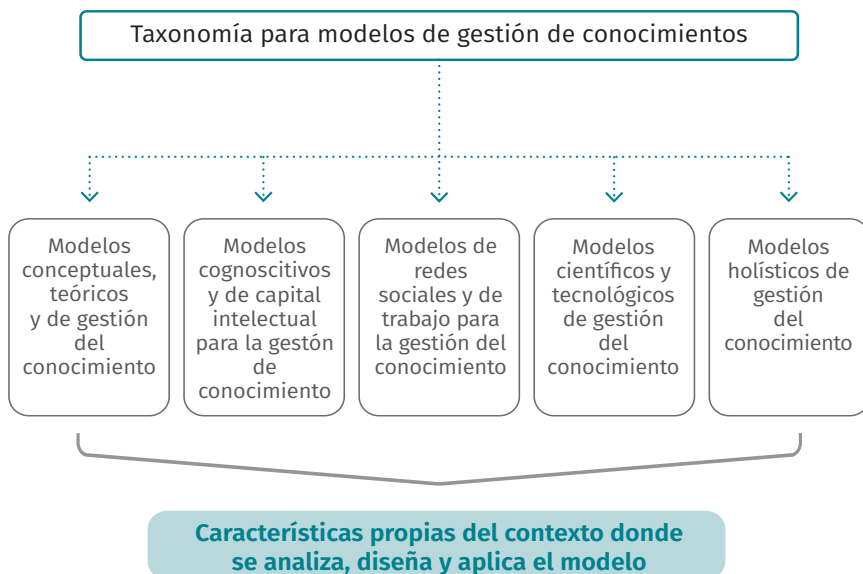 Taxonomía para modelos de gestión de conocimientos
Modelos
conceptuales,
teóricos
y de gestión
del
conocimiento
Modelos
cognoscitivos
y de capital
intelectual
para la gestón
de
conocimiento
Modelos de
redes
sociales y de
trabajo para
la gestión del
conocimiento
Modelos
científicos y
tecnológicos
de gestión
del
conocimiento
Modelos
holísticos de
gestión
del
conocimiento
Características propias del contexto donde
se analiza, diseña y aplica el modelo